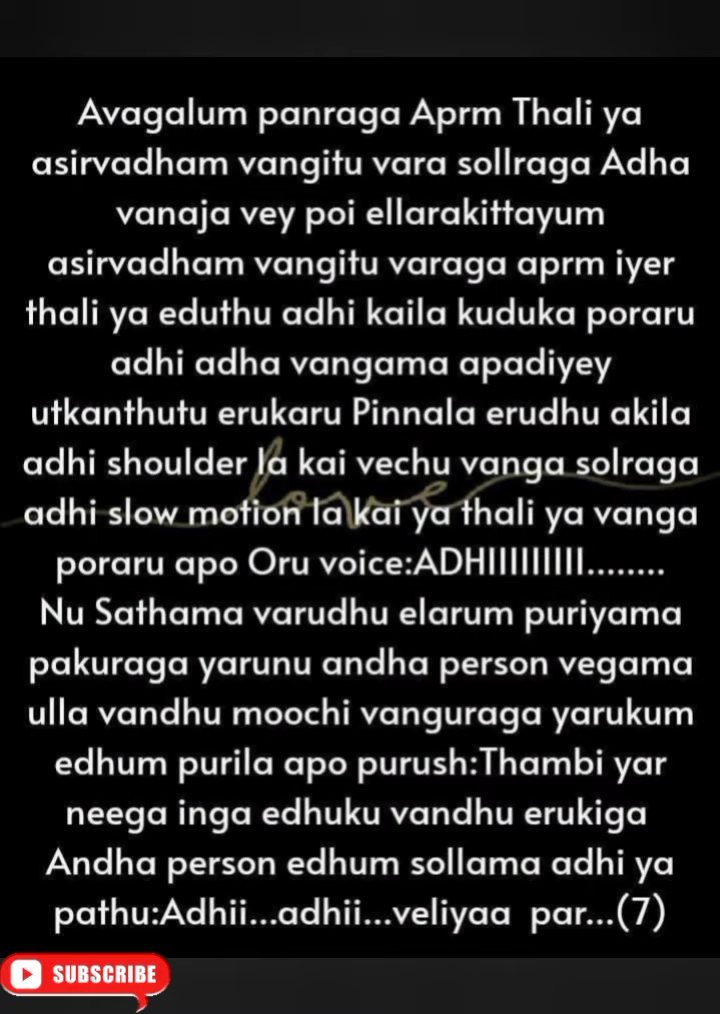 Avagalum panraga Aprm Thali ya
asirvadham vangitu vara sollraga Adha
vanaja vey poi ellarakittayum
asirvadham vangitu varaga aprm iyer
thali ya eduthu adhi kaila kuduka poraru
adhi adha vangama apadiyey
utkanthutu erukaru Pinnala erudhu akila
adhi shoulder la kai vechu vanga solraga
adhi slow motion la kai ya thali ya vanga
poraru apo Oru voice:ADHIIIIIIIIII........
Nu Sathama varudhu elarum puriyama
pakuraga yarunu andha person vegama
ulla vandhu moochi vanguraga yarukum
edhum purila apo purush:Thambi yar
neega inga edhuku vandhu erukiga
Andha person edhum sollama adhi ya
pathu:Adhii...adhii...veliyaa par...(7)
love
SUBSCRIBE